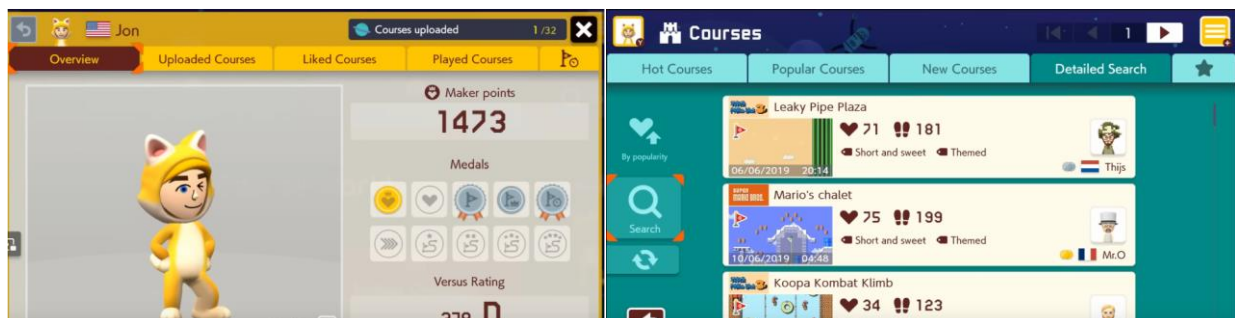 Jon
Courses uploaded 1 /32
Overview Uploaded Courses Liked Courses Played Courses
Maker points
1473
Medals
Versus Rating
D
Courses
1
Hot Courses Popular Courses New Courses Detailed Search
By popularity
Search
Leaky Pipe Plaza
71 181
Short and sweet Themed
06/06/2019 20:14
Thijs
Mario's chalet
75 199
Short and sweet Themed
10/06/2019 04:48
Mr.O
Koopa Kombat Klimb
34 123